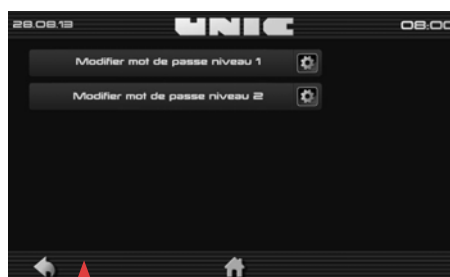 28.08.13 UNIC 08:00
Modifier mot de passe niveau 1
Modifier mot de passe niveau 2